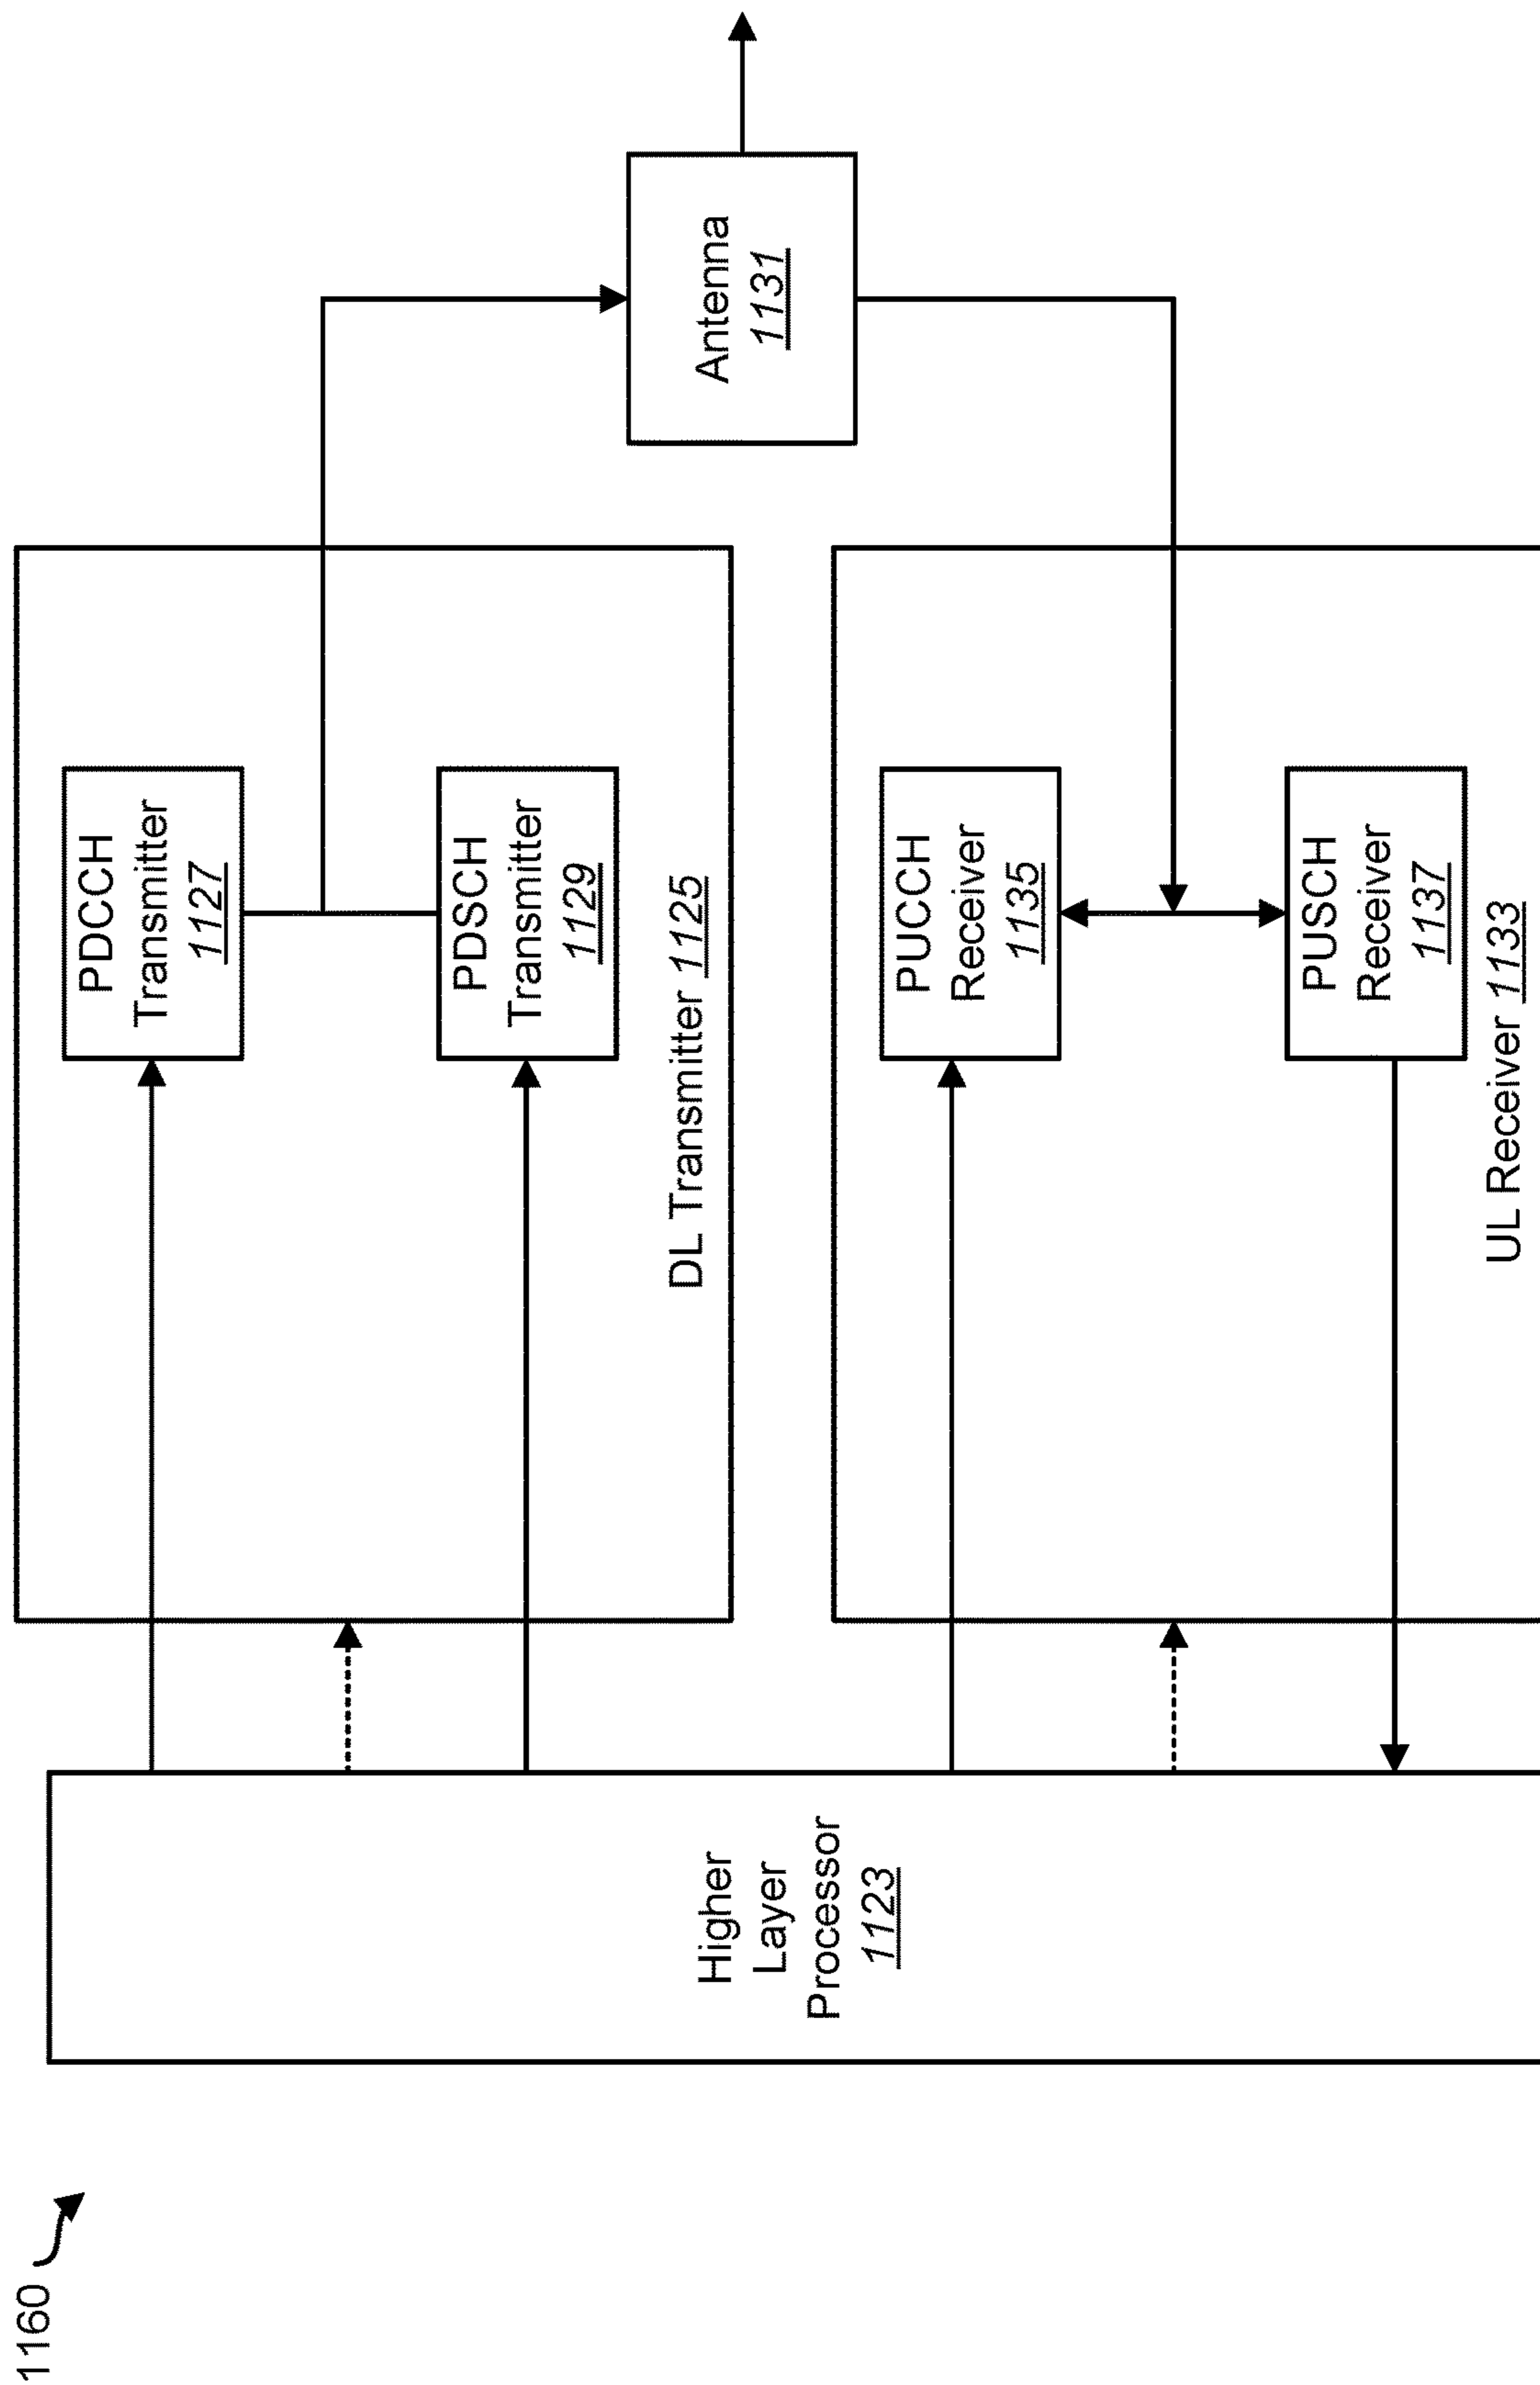 1160
Higher
Layer
Processor
1123
PDCCH
Transmitter
1127
PDSCH
Transmitter
1129
DL Transmitter 1125
PUCCH
Receiver
1135
PUSCH
Receiver
1137
UL Receiver 1133
Antenna
1131